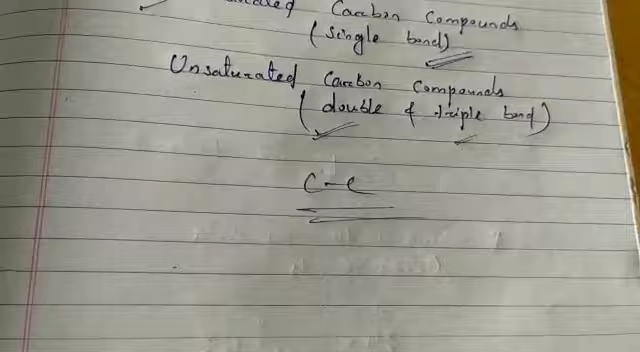 Carbon Compounds
(single bond)
Unsaturated Carbon Compounds
(double & triple bond)
C-C